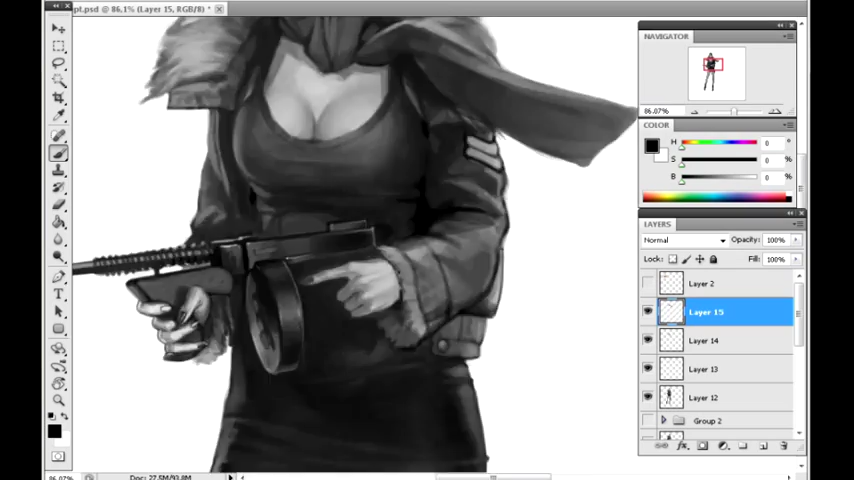 pt.psd @ 86,1% (Layer 15, RGB/8) *
NAVIGATOR
86.07%
COLOR
H 0 °
S 0 %
B 0 %
LAYERS
Normal Opacity: 100%
Lock: Fill: 100%
Layer 2
Layer 15
Layer 14
Layer 13
Layer 12
Group 2
86.07% Doc: 27.5M/93.8M